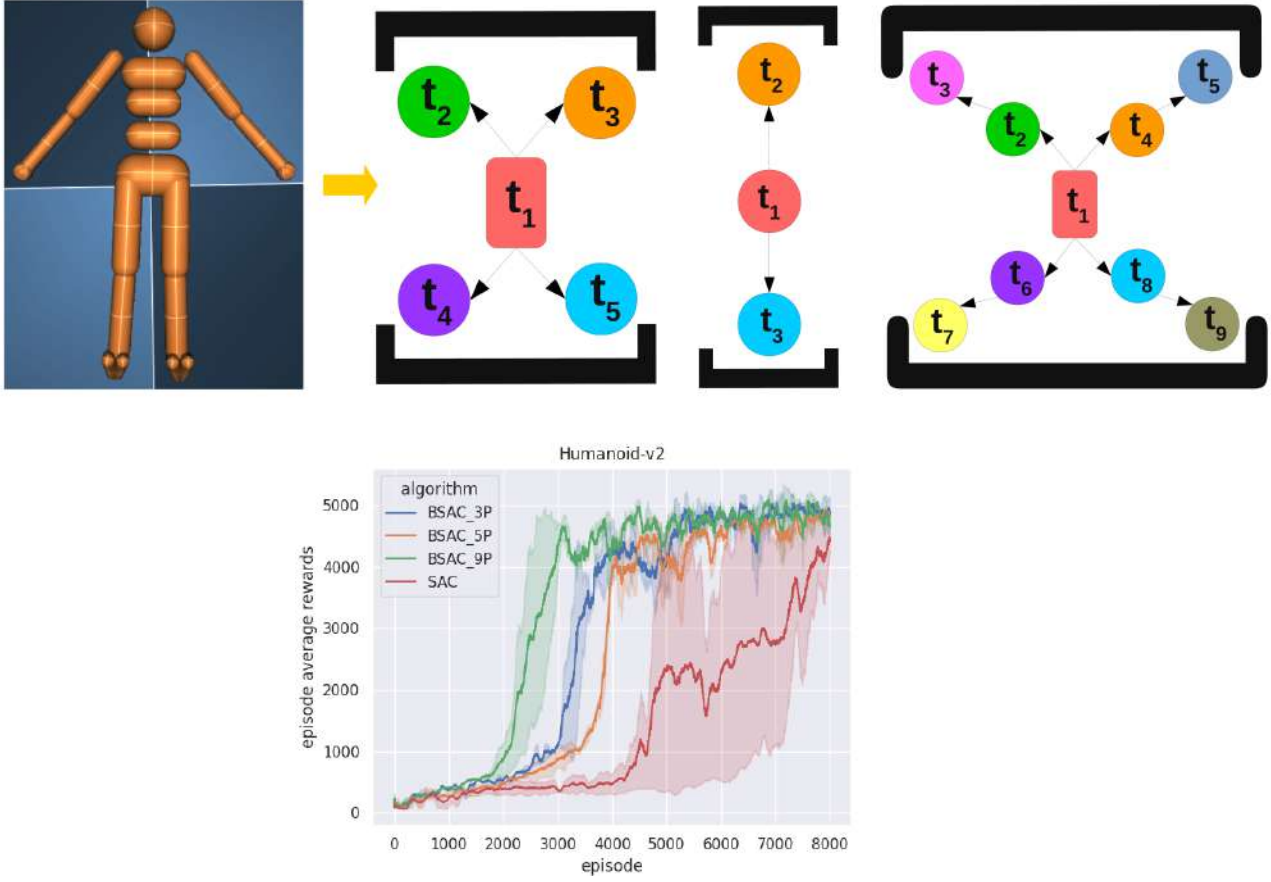 t2 t3
t1
t4 t5
t2
t1
t3
t3 t5
t2 t4
t1
t6 t8
t7 t9
Humanoid-v2
algorithm
BSAC_3P
BSAC_5P
BSAC_9P
SAC
episode average rewards
5000
4000
3000
2000
1000
0
0 1000 2000 3000 4000 5000 6000 7000 8000
episode